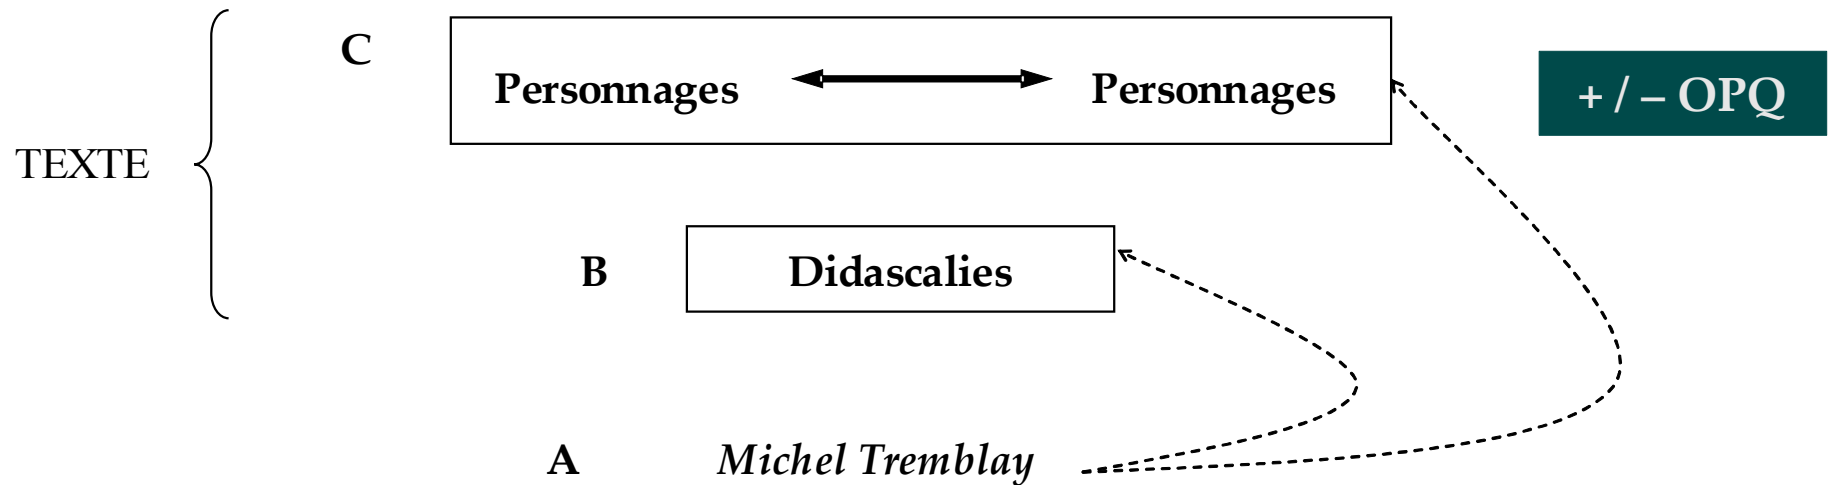 C
Personnages Personnages
+ / – OPQ
TEXTE
B Didascalies
A Michel Tremblay